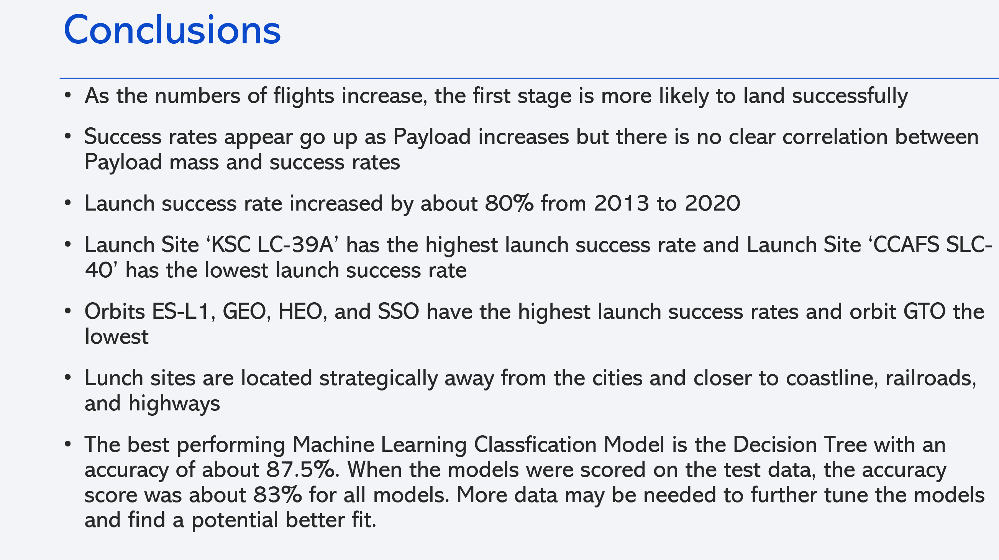 Conclusions
• As the numbers of flights increase, the first stage is more likely to land successfully
• Success rates appear go up as Payload increases but there is no clear correlation between
Payload mass and success rates
• Launch success rate increased by about 80% from 2013 to 2020
• Launch Site ‘KSC LC-39A’ has the highest launch success rate and Launch Site ‘CCAFS SLC-
40’ has the lowest launch success rate
• Orbits ES-L1, GEO, HEO, and SSO have the highest launch success rates and orbit GTO the
lowest
• Lunch sites are located strategically away from the cities and closer to coastline, railroads,
and highways
• The best performing Machine Learning Classfication Model is the Decision Tree with an
accuracy of about 87.5%. When the models were scored on the test data, the accuracy
score was about 83% for all models. More data may be needed to further tune the models
and find a potential better fit.